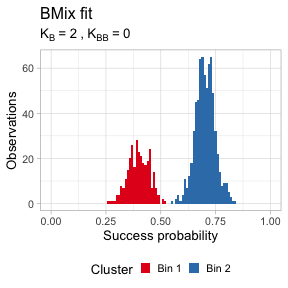 BMix fit
K_B = 2 , K_BB = 0
60
40
20
0
Observations
0.00 0.25 0.50 0.75 1.00
Success probability
Cluster Bin 1 Bin 2